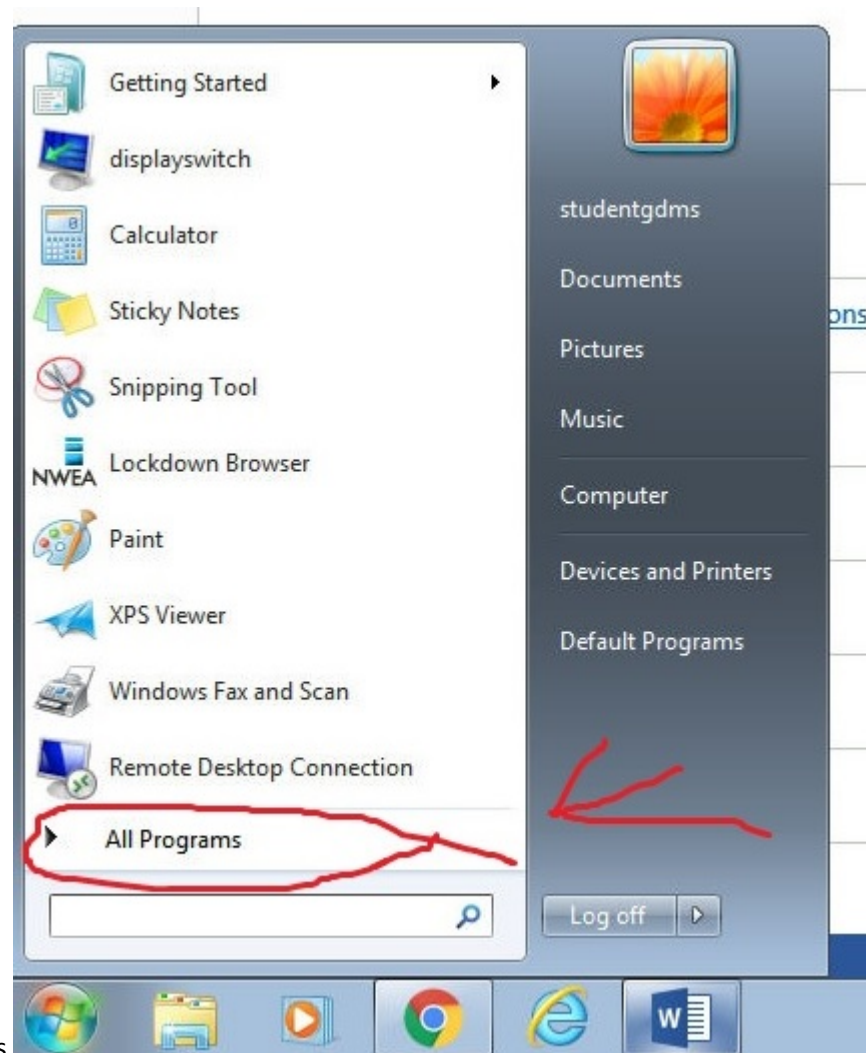 Getting Started
displayswitch
Calculator
Sticky Notes
Snipping Tool
NWEA Lockdown Browser
Paint
XPS Viewer
Windows Fax and Scan
Remote Desktop Connection
All Programs
studentgdms
Documents
Pictures
Music
Computer
Devices and Printers
Default Programs
Log off
ons
W
s